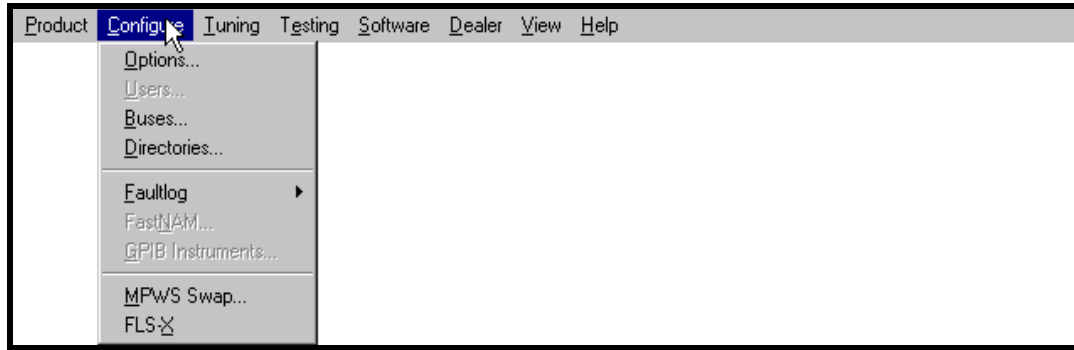 Product Configure Tuning Testing Software Dealer View Help
Options...
Users...
Buses...
Directories...
Faultlog
FastNAM...
GPIB Instruments...
MPWS Swap...
FLS-X